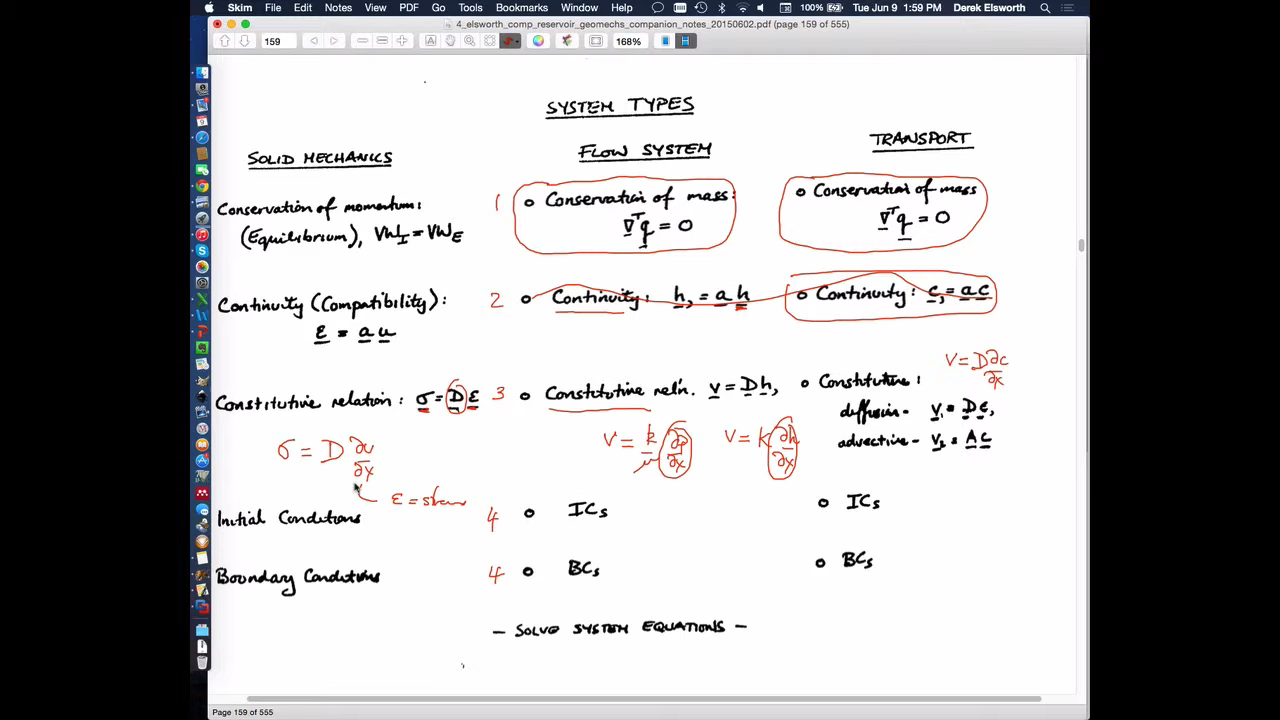 Skim File Edit View Go Tools Bookmarks Window Help 100% Tue Jun 9 1:59 PM Derek Elsworth
4_elsworth_comp_reservoir_geomechs_companion_notes_20150602.pdf (page 159 of 555)
159 168%
SYSTEM TYPES
SOLID MECHANICS
FLOW SYSTEM
TRANSPORT
Conservation of momentum:
(Equilibrium), VW_I = VW_E
1 o Conservation of mass:
∇ᵀq = 0
o Conservation of mass
∇ᵀq = 0
Continuity (Compatibility):
ε = a u
2 o Continuity: h, = a h
o Continuity: c, = a c
Constitutive relation: σ = D ε
3 o Constitutive reln. v = D h,
o Constitutive:
diffusion- v₁ = D c,
advective- v₂ = A c
V = D ∂c/∂x
σ = D ∂u/∂x
ε = strain
V = k/μ ∂p/∂x
V = k ∂h/∂x
Initial Conditions
4 o ICs
o ICs
Boundary Conditions
4 o BCs
o BCs
- SOLVE SYSTEM EQUATIONS -
Page 159 of 555